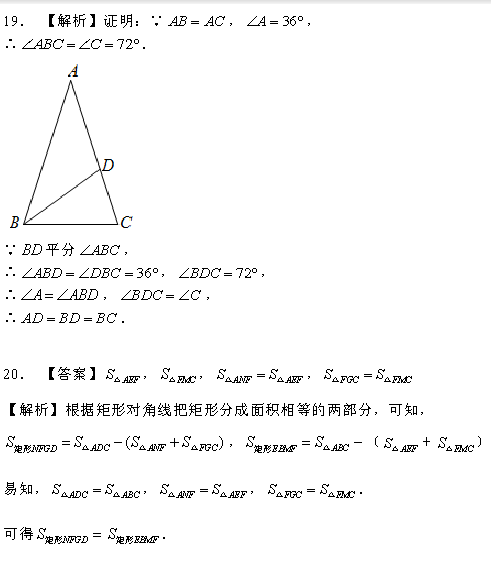 19. 【解析】证明：∵ AB = AC，∠A = 36°，
∴ ∠ABC = ∠C = 72°．
A
D
B
C
∵ BD平分 ∠ABC，
∴ ∠ABD = ∠DBC = 36°，∠BDC = 72°，
∴ ∠A = ∠ABD，∠BDC = ∠C，
∴ AD = BD = BC．
20. 【答案】S△AEF，S△FMC，S△ANF = S△AEF，S△FGC = S△FMC
【解析】根据矩形对角线把矩形分成面积相等的两部分，可知，
S矩形NFGD = S△ADC −(S△ANF + S△FGC)，S矩形EBMF = S△ABC −（S△AEF + S△FMC）
易知，S△ADC = S△ABC，S△ANF = S△AEF，S△FGC = S△FMC．
可得S矩形NFGD = S矩形EBMF．